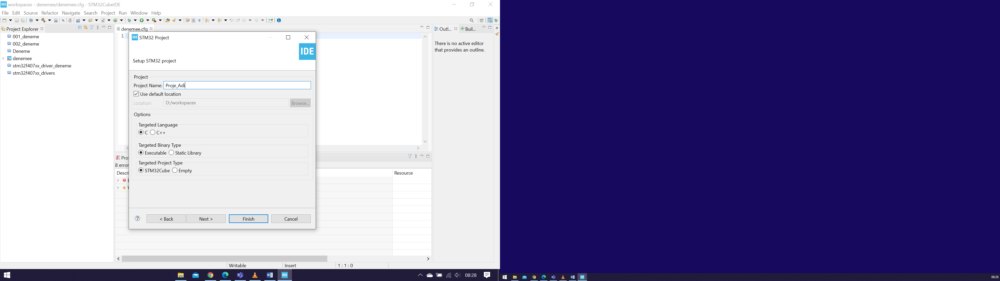 IDE workspacex - denemee/denemee.cfg - STM32CubeIDE
File Edit Source Refactor Navigate Search Project Run Window Help
Project Explorer
denemee.cfg
Outl...
Buil...
001_deneme
002_deneme
Deneme
denemee
stm32f407xx_driver_deneme
stm32f407xx_drivers
1
There is no active editor
that provides an outline.
IDE STM32 Project
IDE
Setup STM32 project
Project
Project Name: Proje_Adi
Use default location
Location: D:/workspacex Browse...
Options
Targeted Language
C C++
Targeted Binary Type
Executable Static Library
Targeted Project Type
STM32Cube Empty
< Back Next > Finish Cancel
8 error
Resource
Writable Insert 1 : 1 : 0
IDE 08:28
IDE 08:28